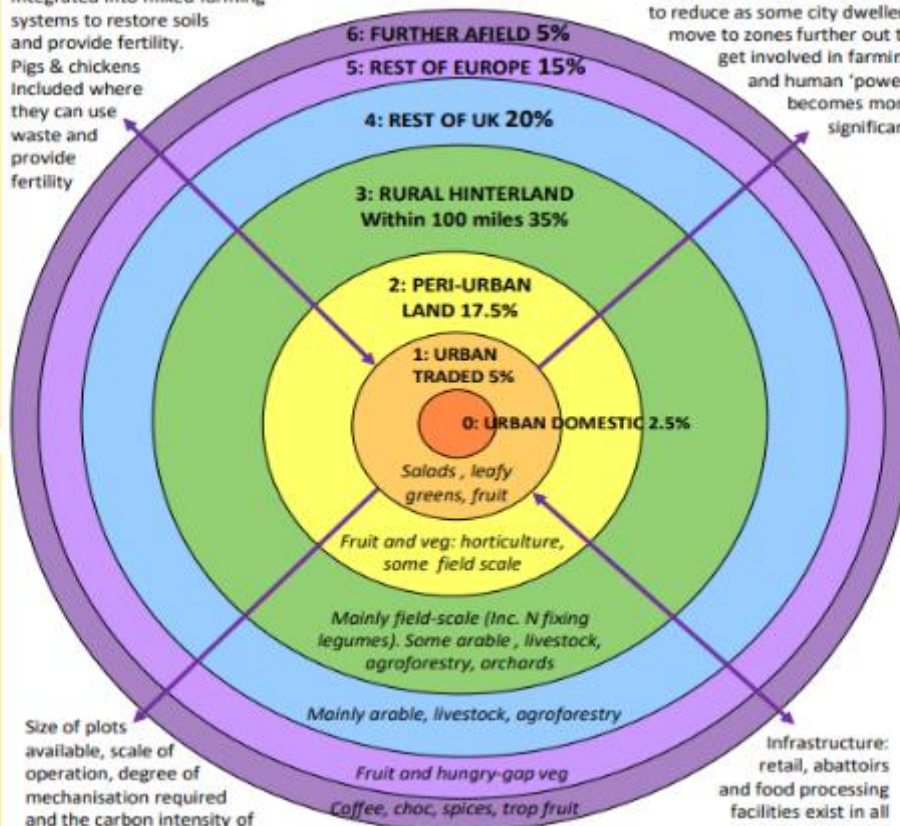 systems to restore soils
and provide fertility.
Pigs & chickens
Included where
they can use
waste and
provide
fertility
to reduce as some city
move to zones further out
get involved in
and human
becomes
6: FURTHER AFIELD 5%
5: REST OF EUROPE 15%
4: REST OF UK 20%
3: RURAL HINTERLAND
Within 100 miles 35%
2: PERI-URBAN
LAND 17.5%
1: URBAN
TRADED 5%
0: URBAN DOMESTIC 2.5%
Salads , leafy
greens, fruit
Fruit and veg: horticulture,
some field scale
Mainly field-scale (Inc. N fixing
legumes). Some arable , livestock,
agroforestry, orchards
Mainly arable, livestock, agroforestry
Fruit and hungry-gap veg
Coffee, choc, spices, trop fruit
Size of plots
available, scale of
operation, degree of
mechanisation required
and the carbon intensity of
Infrastructure:
retail, abattoirs
and food processing
facilities exist in all